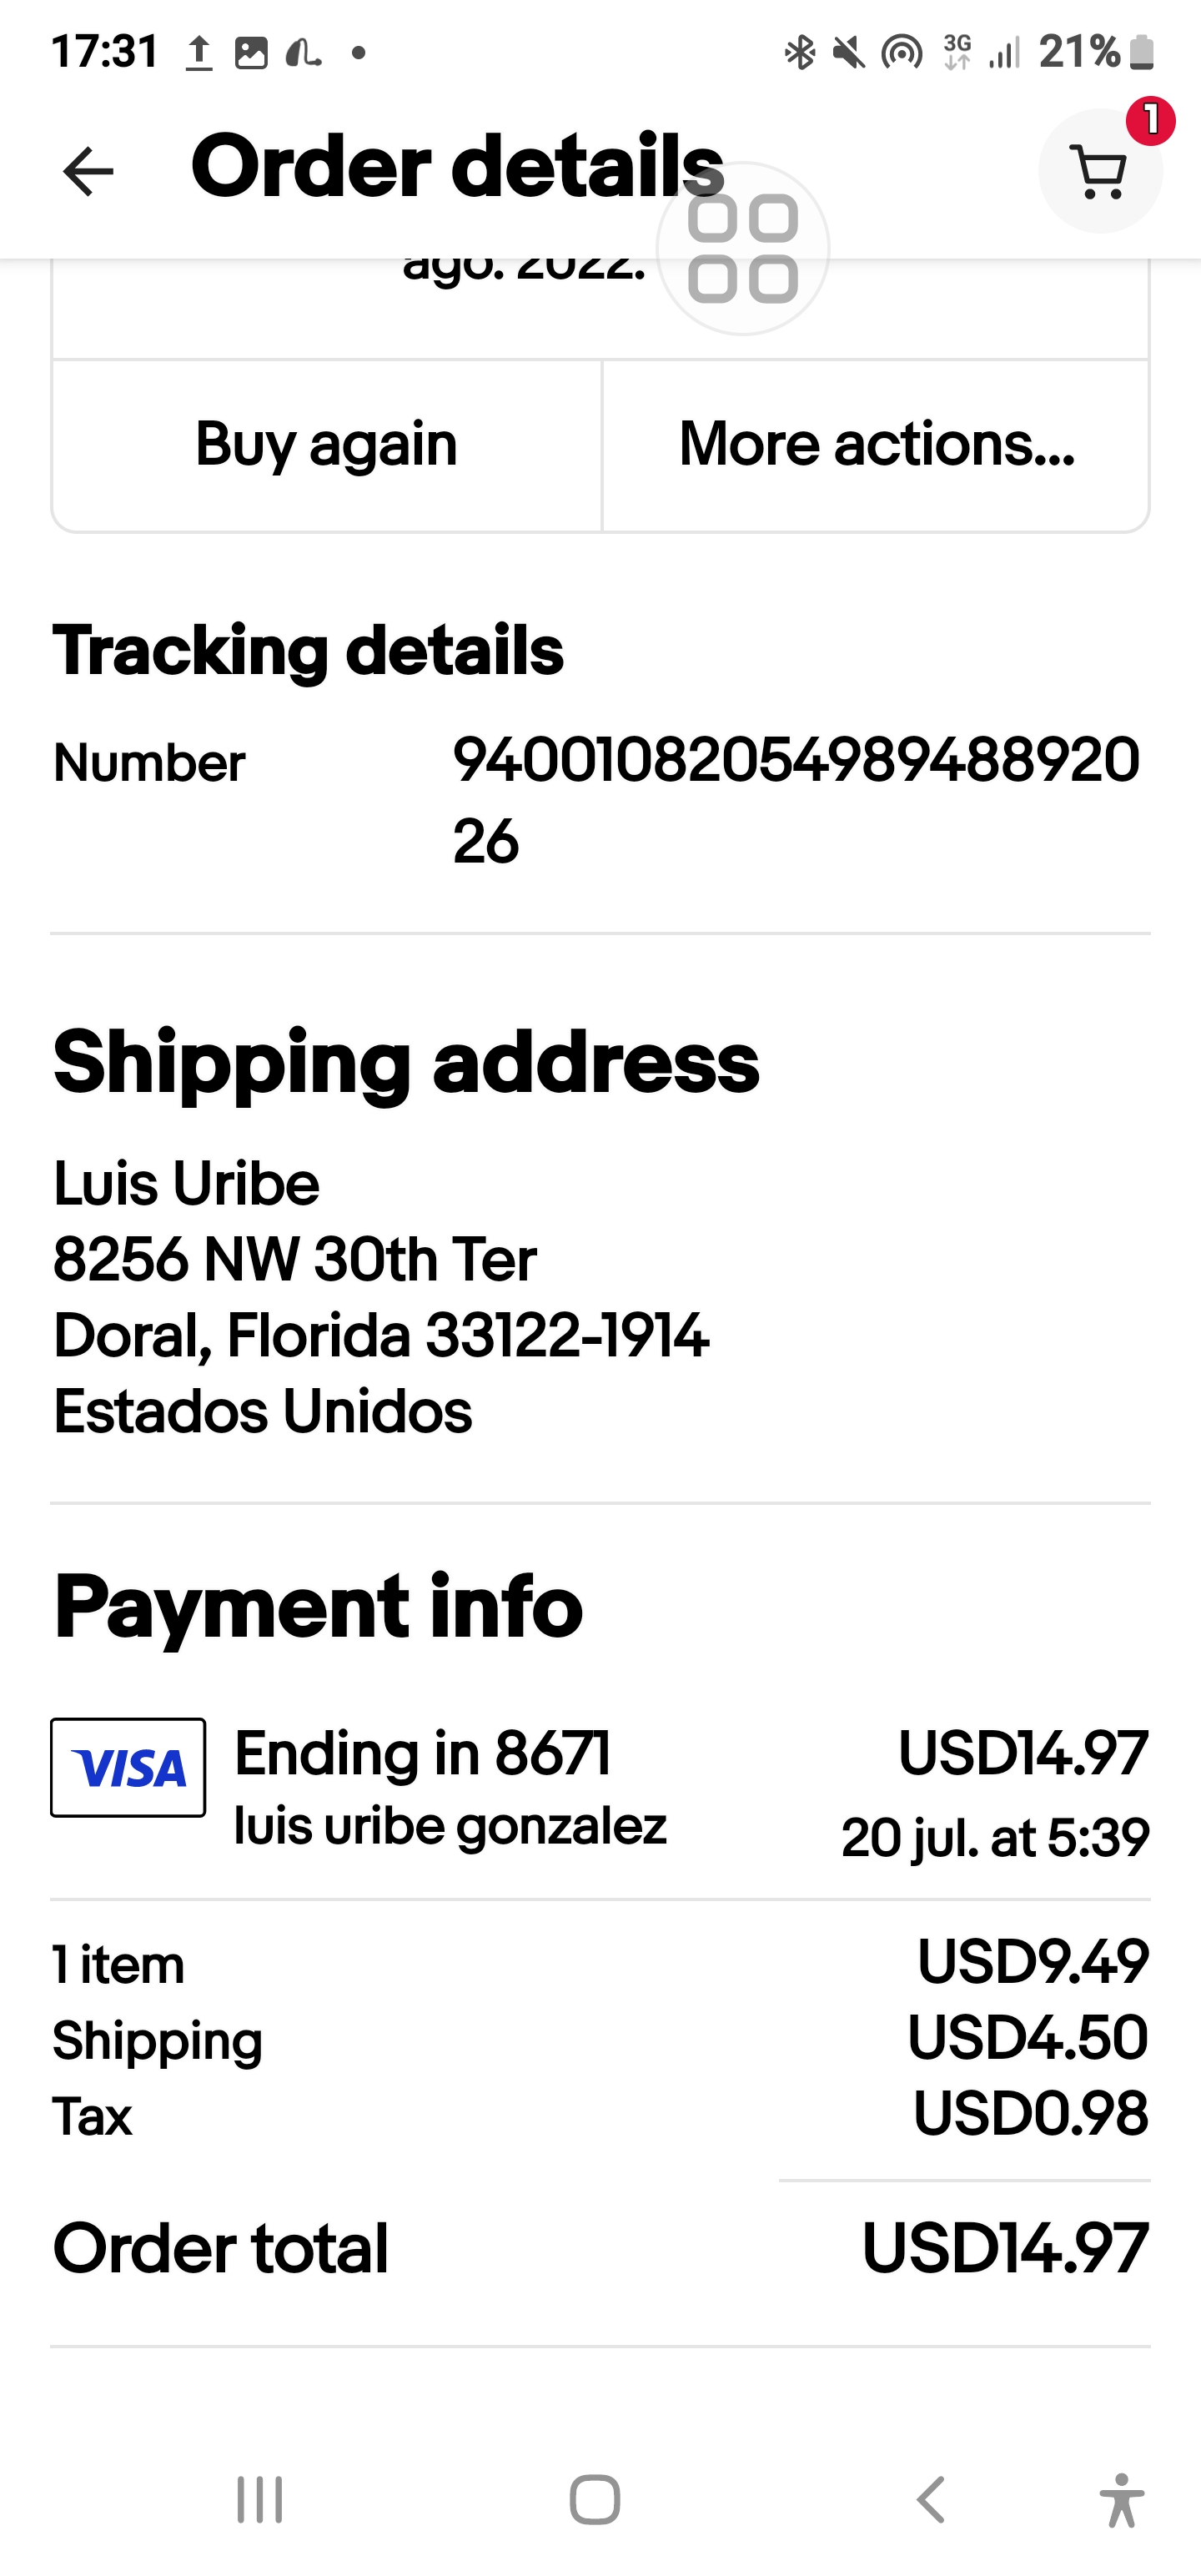 17:31
3G
21%
Order details
1
ago. 2022.
Buy again
More actions...
Tracking details
Number
94001082054989488920
26
Shipping address
Luis Uribe
8256 NW 30th Ter
Doral, Florida 33122-1914
Estados Unidos
Payment info
VISA
Ending in 8671
USD14.97
luis uribe gonzalez
20 jul. at 5:39
1 item
USD9.49
Shipping
USD4.50
Tax
USD0.98
Order total
USD14.97